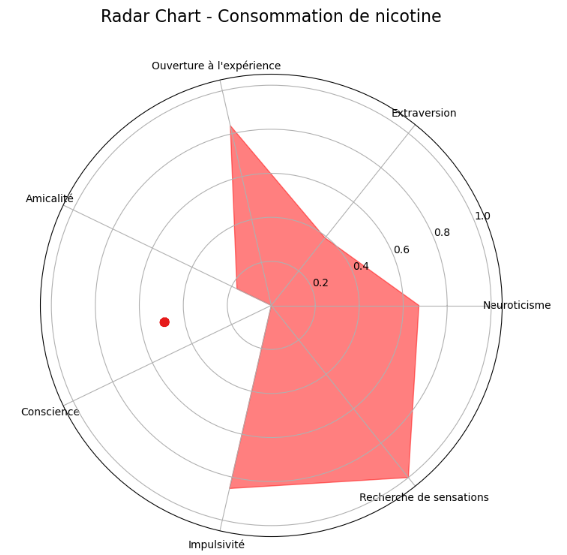 Radar Chart - Consommation de nicotine
Ouverture à l'expérience
Extraversion
Amicalité
1.0
0.8
0.6
0.4
0.2
Neuroticisme
Conscience
Recherche de sensations
Impulsivité